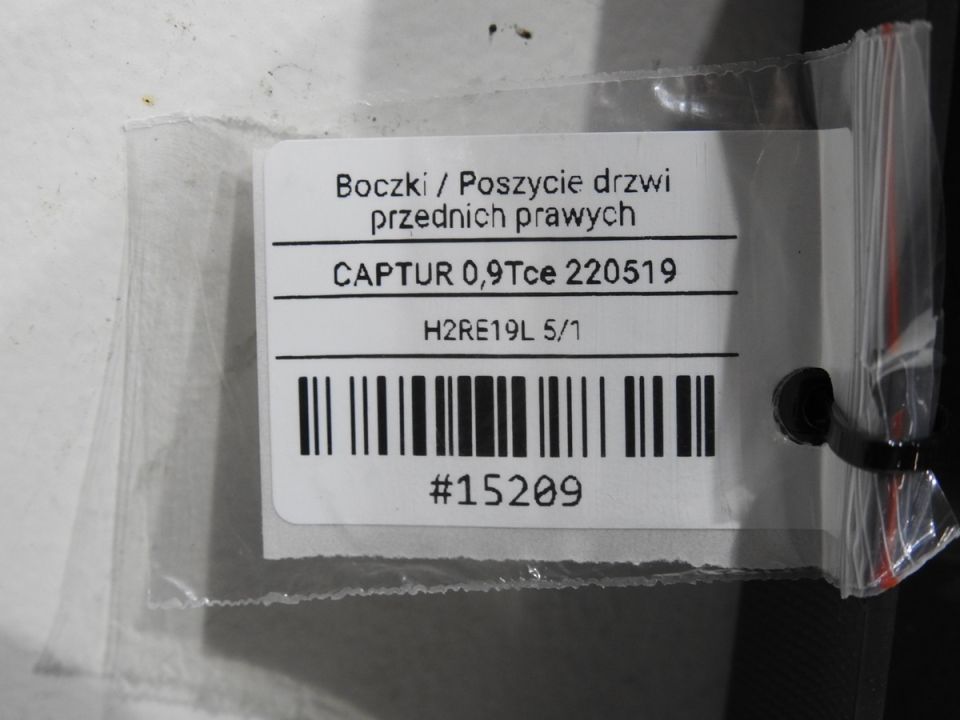 Boczki / Poszycie drzwi
przednich prawych
CAPTUR 0,9Tce 220519
H2RE19L 5/1
#15209